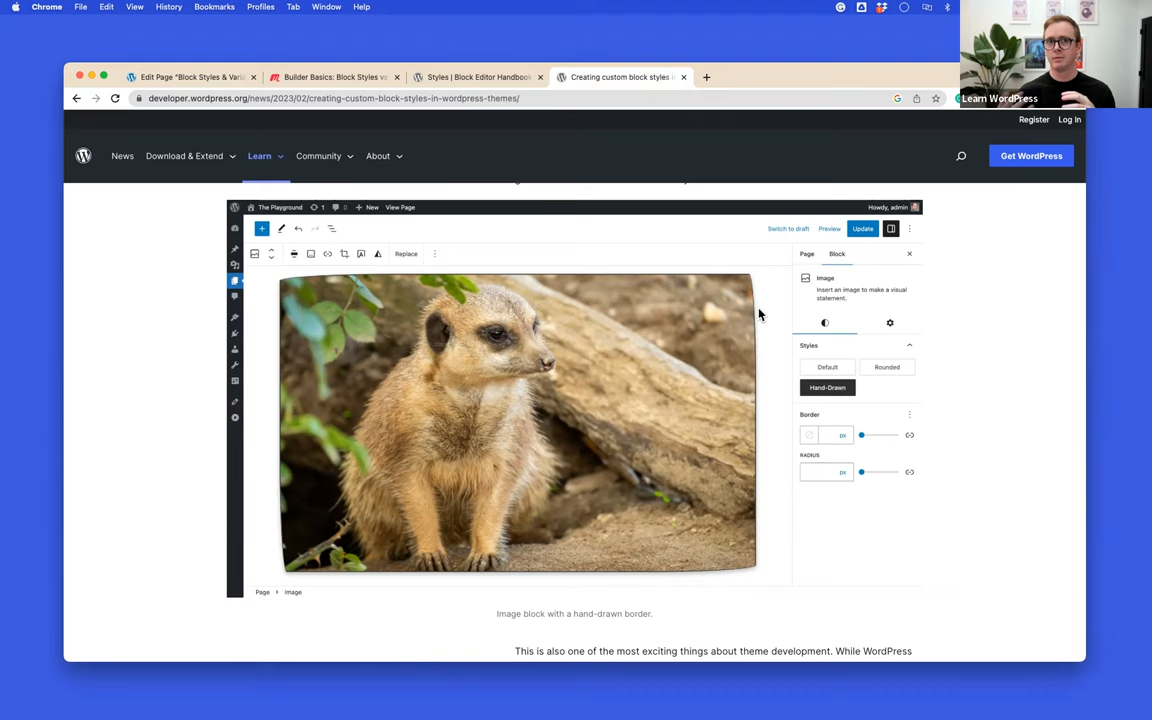 Chrome File Edit View History Bookmarks Profiles Tab Window Help
Edit Page "Block Styles & Varia
Builder Basics: Block Styles vs
Styles | Block Editor Handbook
Creating custom block styles i
developer.wordpress.org/news/2023/02/creating-custom-block-styles-in-wordpress-themes/
Learn WordPress
Register Log In
News Download & Extend Learn Community About
Get WordPress
The Playground 1 0 New View Page
Howdy, admin
Switch to draft Preview Update
Replace
Page Block
Image
Insert an image to make a visual
statement.
Styles
Default Rounded
Hand-Drawn
Border
px
RADIUS
px
Page > Image
Image block with a hand-drawn border.
This is also one of the most exciting things about theme development. While WordPress